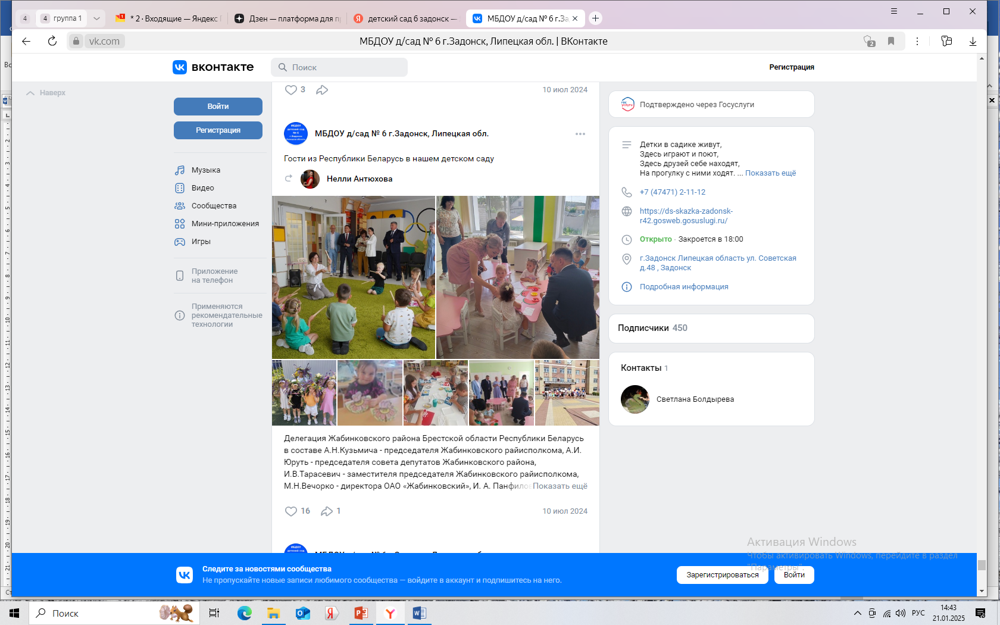 4
4 группа 1
* 2 · Входящие — Яндекс
Дзен — платформа для п
детский сад 6 задонск —
МБДОУ д/сад № 6 г.За
vk.com
МБДОУ д/сад № 6 г.Задонск, Липецкая обл. | ВКонтакте
2
вконтакте
Поиск
Регистрация
Наверх
Войти
Регистрация
Музыка
Видео
Сообщества
Мини-приложения
Игры
Приложение
на телефон
Применяются
рекомендательные
технологии
3
10 июл 2024
МБДОУ д/сад № 6 г.Задонск, Липецкая обл.
Гости из Республики Беларусь в нашем детском саду
Нелли Антюхова
Делегация Жабинковского района Брестской области Республики Беларусь
в составе А.Н.Кузьмича - председателя Жабинковского райисполкома, А.И.
Юруть - председателя совета депутатов Жабинковского района,
И.В.Тарасевич - заместителя председателя Жабинковского райисполкома,
М.Н.Вечорко - директора ОАО «Жабинковский», И. А. Панфилов Показать ещё
16 1
10 июл 2024
Подтверждено через Госуслуги
Детки в садике живут,
Здесь играют и поют,
Здесь друзей себе находят,
На прогулку с ними ходят. ... Показать ещё
+7 (47471) 2-11-12
https://ds-skazka-zadonsk-
r42.gosweb.gosuslugi.ru/
Открыто · Закроется в 18:00
г.Задонск Липецкая область ул. Советская
д.48 , Задонск
Подробная информация
Подписчики 450
Контакты 1
Светлана Болдырева
Активация Windows
Чтобы активировать Windows, перейдите в раздел
"Параметры".
Следите за новостями сообщества
Не пропускайте новые записи любимого сообщества — войдите в аккаунт и подпишитесь на него.
Зарегистрироваться
Войти
Поиск
РУС
14:43
21.01.2025